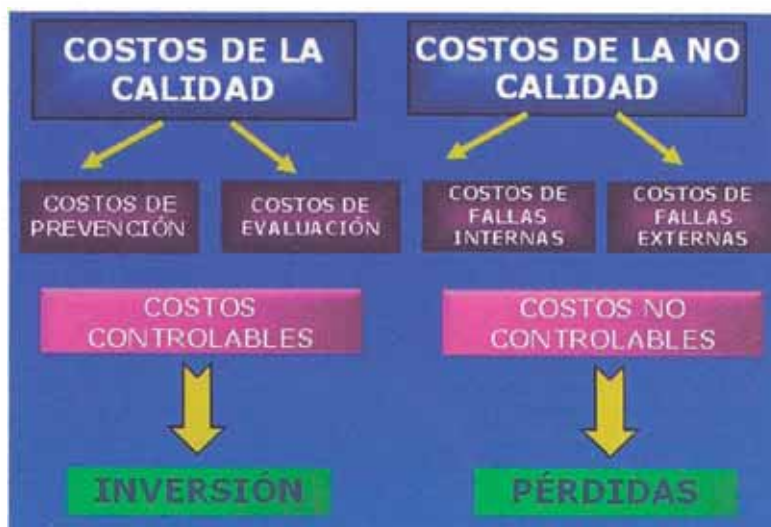 COSTOS DE LA
CALIDAD
COSTOS DE LA NO
CALIDAD
COSTOS DE
PREVENCIÓN
COSTOS DE
EVALUACIÓN
COSTOS DE
FALLAS
INTERNAS
COSTOS DE
FALLAS
EXTERNAS
COSTOS
CONTROLABLES
COSTOS NO
CONTROLABLES
INVERSIÓN
PÉRDIDAS